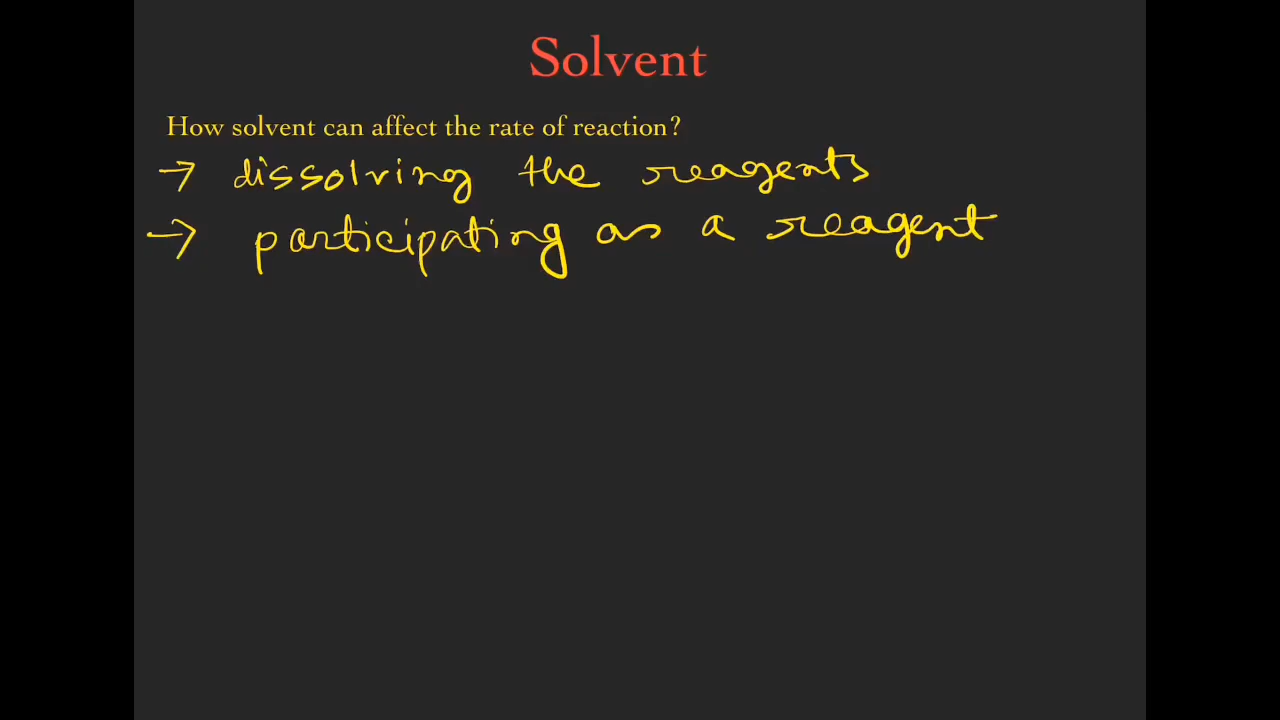 Solvent
How solvent can affect the rate of reaction?
→ dissolving the reagents
→ participating as a reagent